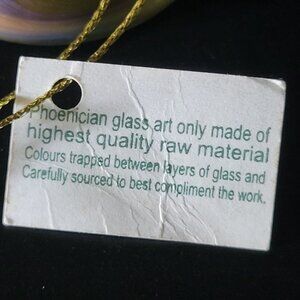 Phoenician glass art only made of
highest quality raw material
Colours trapped between layers of glass and
Carefully sourced to best compliment the work.